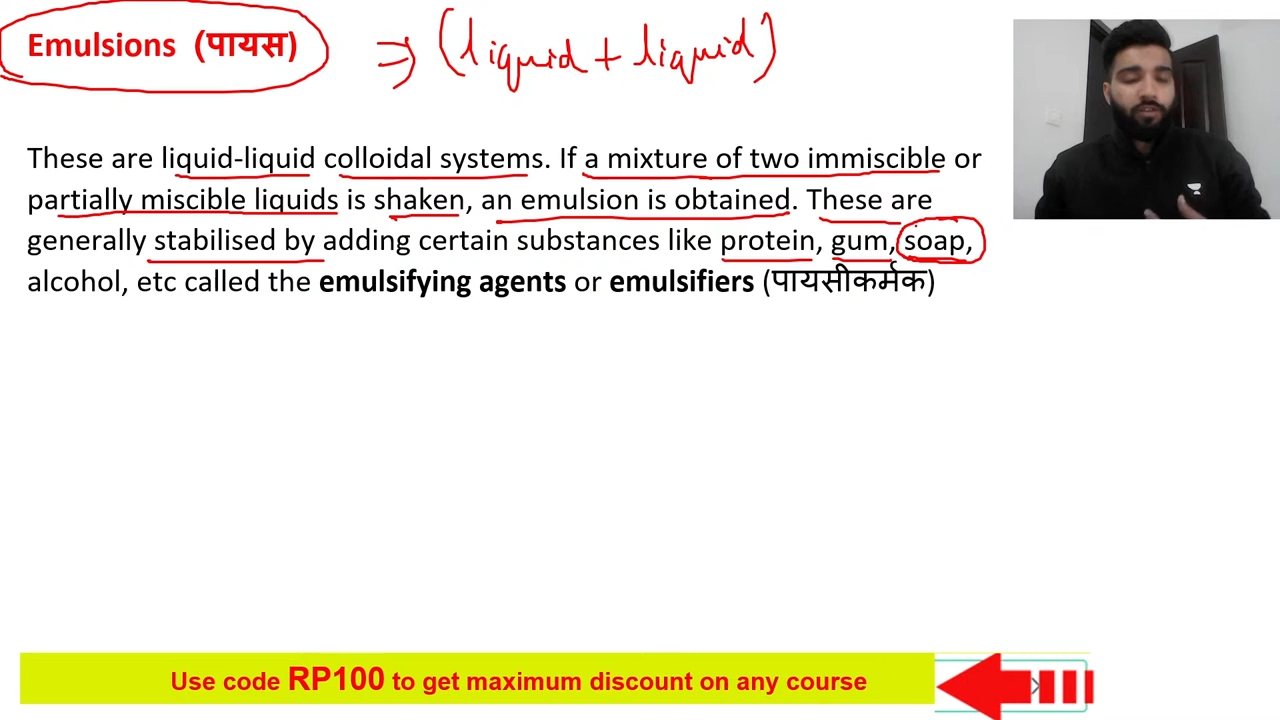 Emulsions (पायस) ⇒ (liquid + liquid)
These are liquid-liquid colloidal systems. If a mixture of two immiscible or
partially miscible liquids is shaken, an emulsion is obtained. These are
generally stabilised by adding certain substances like protein, gum, soap,
alcohol, etc called the emulsifying agents or emulsifiers (पायसीकर्मक)
Use code RP100 to get maximum discount on any course